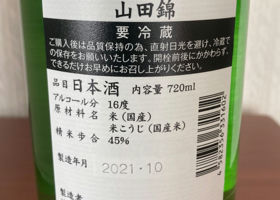 山田錦
要冷蔵
ご購入後は品質保持の為、直射日光を避け、冷蔵で
の保存をお願いいたします。開栓前後にかかわらず、
できるだけお早めにお召し上がりください。
品目 日本酒 内容量 720ml
アルコール分 16度
原材料名 米(国産)
米こうじ(国産米)
精米歩合 45%
製造年月 2021・10
製造者
4582356331402